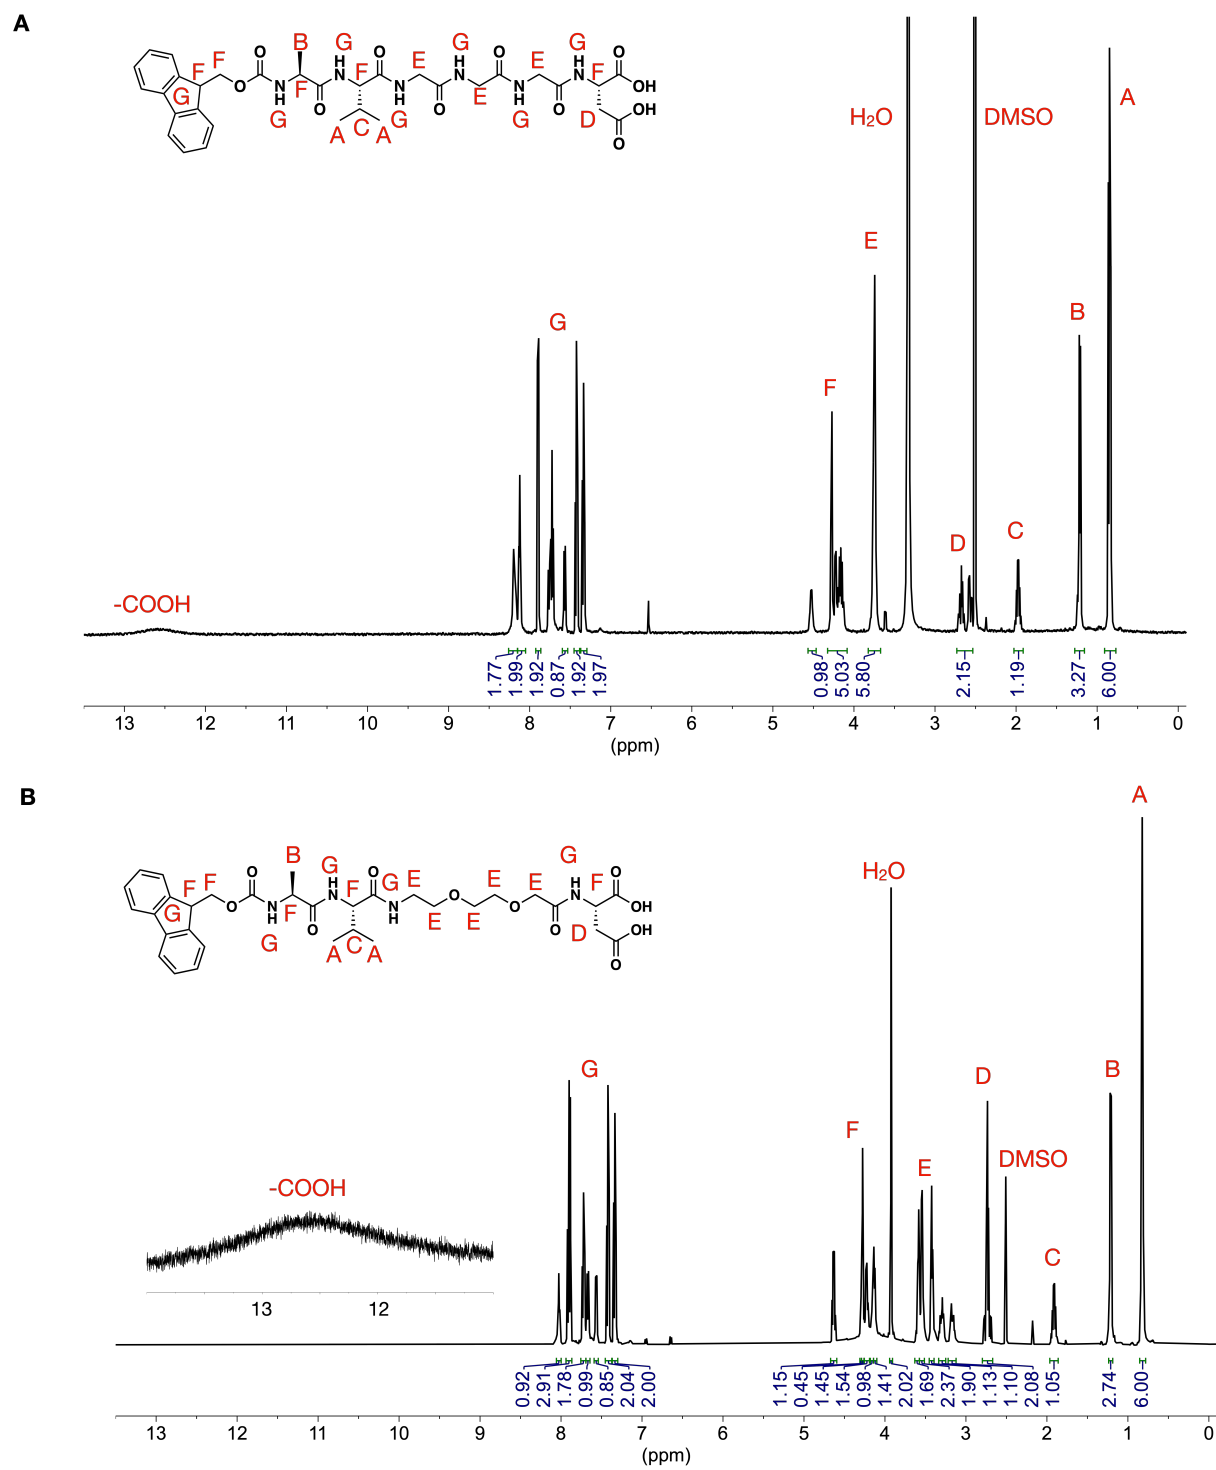 A
B G G E G E G F
F F O O O O O
O N H N H N H N H OH
F G O F O E O O OH
G A C A G E G D O
H₂O DMSO A
E
B
G
F
D C
-COOH
1.77 1.99 1.92 0.87 1.92 1.97 0.98 5.03 5.80 2.15 1.19 3.27 6.00
13 12 11 10 9 8 7 6 5 4 3 2 1 0
(ppm)
B
A
B G G E E E G F
F F O O O O O
G O N H N H N H O O N H OH
F O F E E O D OH
G A C A O
H₂O
G D B
F
E DMSO
-COOH
C
13 12
0.92 2.91 1.78 0.99 0.85 2.04 2.00 1.15 0.45 1.45 1.54 0.98 1.41 2.02 1.69 2.37 1.90 1.13 1.10 2.08 1.05 2.74 6.00
13 12 11 10 9 8 7 6 5 4 3 2 1 0
(ppm)